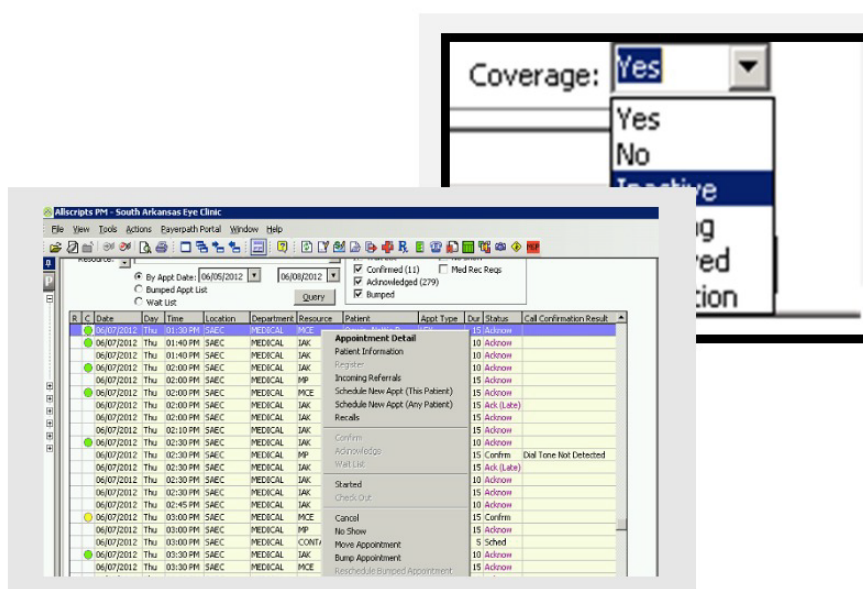 Coverage: Yes
Yes
No
Inactive
Allscripts PM - South Arkansas Eye Clinic
File View Tools Actions Payerpath Portal Window Help
Resource:
By Appt Date: 06/05/2012 06/08/2012
Confirmed (11) Med Rec Reqs
Bumped Appt List
Acknowledged (279)
Wait List
Query
Bumped
R C Date Day Time Location Department Resource Patient Appt Type Dur Status Call Confirmation Result
06/07/2012 Thu 01:30 PM SAEC MEDICAL MCE 15 Acknow
06/07/2012 Thu 01:40 PM SAEC MEDICAL IAK 10 Acknow
06/07/2012 Thu 01:40 PM SAEC MEDICAL IAK 10 Acknow
06/07/2012 Thu 02:00 PM SAEC MEDICAL IAK 10 Acknow
06/07/2012 Thu 02:00 PM SAEC MEDICAL MP 15 Acknow
06/07/2012 Thu 02:00 PM SAEC MEDICAL MCE 15 Acknow
06/07/2012 Thu 02:00 PM SAEC MEDICAL IAK 15 Ack (Late)
06/07/2012 Thu 02:00 PM SAEC MEDICAL IAK 10 Acknow
06/07/2012 Thu 02:10 PM SAEC MEDICAL IAK 15 Acknow
06/07/2012 Thu 02:30 PM SAEC MEDICAL IAK 10 Acknow
06/07/2012 Thu 02:30 PM SAEC MEDICAL MP 15 Confrm Dial Tone Not Detected
06/07/2012 Thu 02:30 PM SAEC MEDICAL IAK 15 Ack (Late)
06/07/2012 Thu 02:30 PM SAEC MEDICAL IAK 10 Acknow
06/07/2012 Thu 02:30 PM SAEC MEDICAL IAK 15 Acknow
06/07/2012 Thu 02:45 PM SAEC MEDICAL IAK 10 Acknow
06/07/2012 Thu 03:00 PM SAEC MEDICAL MCE 15 Confrm
06/07/2012 Thu 03:00 PM SAEC MEDICAL MP 15 Acknow
06/07/2012 Thu 03:00 PM SAEC MEDICAL 5 Sched
06/07/2012 Thu 03:30 PM SAEC MEDICAL IAK 10 Acknow
06/07/2012 Thu 03:30 PM SAEC MEDICAL MCE 15 Acknow
Appointment Detail
Patient Information
Register
Incoming Referrals
Schedule New Appt (This Patient)
Schedule New Appt (Any Patient)
Recalls
Confirm
Acknowledge
Wait List
Started
Check Out
Cancel
No Show
Move Appointment
Bump Appointment
Reschedule Bumped Appointment